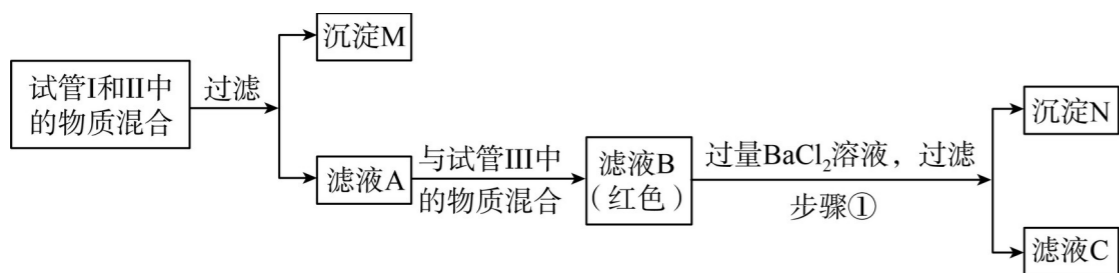 试管I和II中
的物质混合
过滤
沉淀M
滤液A
与试管III中
的物质混合
滤液B
（红色）
过量BaCl₂溶液，过滤
步骤①
沉淀N
滤液C